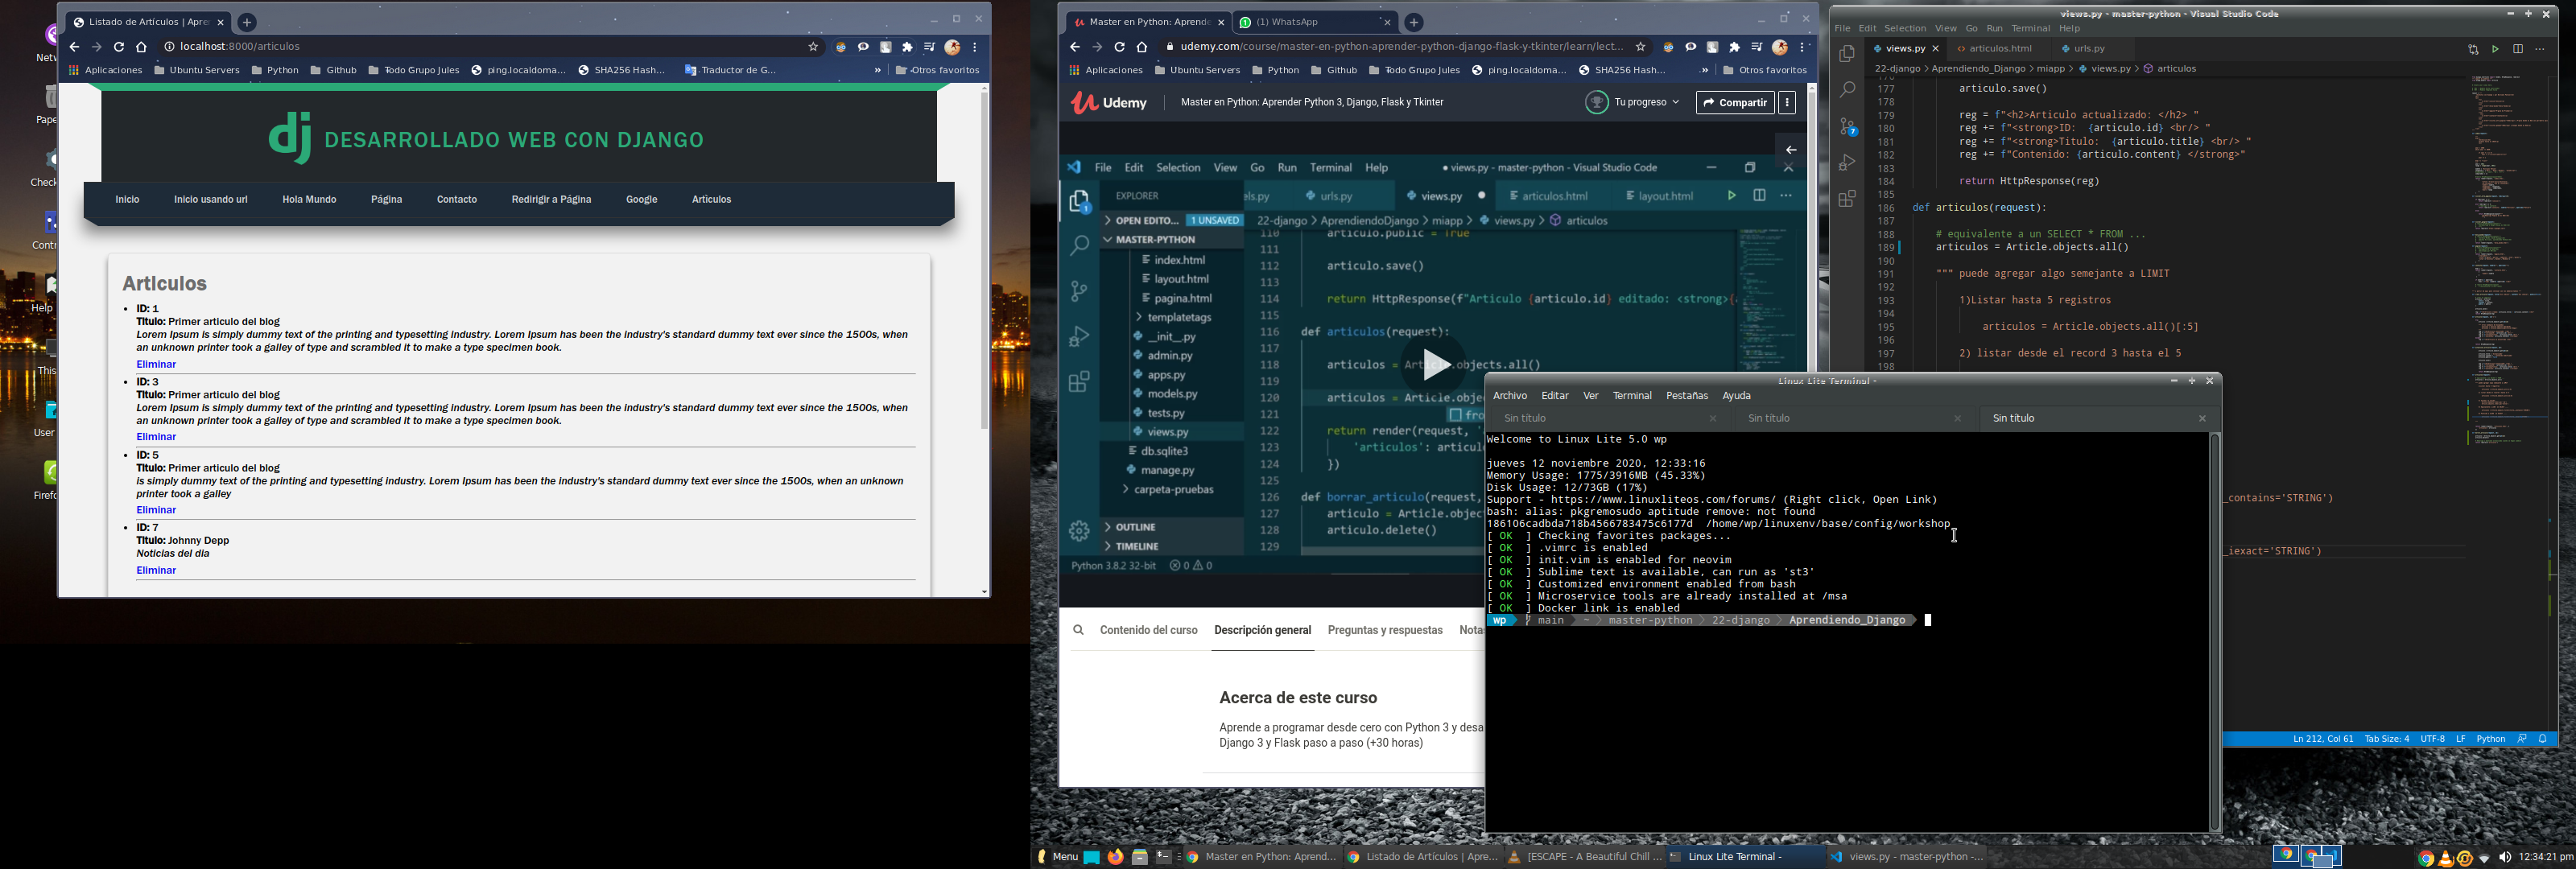 Listado de Artículos | Apre
localhost:8000/articulos
Aplicaciones
Ubuntu Servers
Python
Github
Todo Grupo Jules
ping.localdoma...
SHA256 Hash...
Traductor de G...
Otros favoritos
dj DESARROLLADO WEB CON DJANGO
Inicio
Inicio usando url
Hola Mundo
Página
Contacto
Redirigir a Página
Google
Artículos
Artículos
ID: 1
Titulo: Primer articulo del blog
Lorem Ipsum is simply dummy text of the printing and typesetting industry. Lorem Ipsum has been the industry's standard dummy text ever since the 1500s, when
an unknown printer took a galley of type and scrambled it to make a type specimen book.
Eliminar
ID: 3
Titulo: Primer articulo del blog
Lorem Ipsum is simply dummy text of the printing and typesetting industry. Lorem Ipsum has been the industry's standard dummy text ever since the 1500s, when
an unknown printer took a galley of type and scrambled it to make a type specimen book.
Eliminar
ID: 5
Titulo: Primer articulo del blog
is simply dummy text of the printing and typesetting industry. Lorem Ipsum has been the industry's standard dummy text ever since the 1500s, when an unknown
printer took a galley
Eliminar
ID: 7
Titulo: Johnny Depp
Noticias del dia
Eliminar
Master en Python: Aprende
(1) WhatsApp
udemy.com/course/master-en-python-aprender-python-django-flask-y-tkinter/learn/lect...
Aplicaciones
Ubuntu Servers
Python
Github
Todo Grupo Jules
ping.localdoma...
SHA256 Hash...
Otros favoritos
Udemy
Master en Python: Aprender Python 3, Django, Flask y Tkinter
Tu progreso
Compartir
File Edit Selection View Go Run Terminal Help
● views.py - master-python - Visual Studio Code
EXPLORER
els.py
urls.py
views.py
articulos.html
layout.html
OPEN EDITO... 1 UNSAVED
22-django > AprendiendoDjango > miapp > views.py > articulos
MASTER-PYTHON
index.html
layout.html
pagina.html
templatetags
__init__.py
admin.py
apps.py
models.py
tests.py
views.py
db.sqlite3
manage.py
carpeta-pruebas
OUTLINE
TIMELINE
Python 3.8.2 32-bit
0 0
110 articulo.public = True
111
112 articulo.save()
113
114 return HttpResponse(f"Articulo {articulo.id} editado: <strong>{
115
116 def articulos(request):
117
118 articulos = Article.objects.all()
119
120 articulos = Article.obje
121 fro
122 return render(request, '
123 'articulos': articul
124 })
125
126 def borrar_articulo(request,
127 articulo = Article.objec
128 articulo.delete()
129
Contenido del curso
Descripción general
Preguntas y respuestas
Notas
Acerca de este curso
Aprende a programar desde cero con Python 3 y desa
Django 3 y Flask paso a paso (+30 horas)
views.py - master-python - Visual Studio Code
File Edit Selection View Go Run Terminal Help
views.py
articulos.html
urls.py
22-django > Aprendiendo_Django > miapp > views.py > articulos
177 articulo.save()
178
179 reg = f"<h2>Articulo actualizado: </h2> "
180 reg += f"<strong>ID: {articulo.id} <br/> "
181 reg += f"<strong>Titulo: {articulo.title} <br/> "
182 reg += f"Contenido: {articulo.content} </strong>"
183
184 return HttpResponse(reg)
185
186 def articulos(request):
187
188 # equivalente a un SELECT * FROM ...
189 articulos = Article.objects.all()
190
191 """ puede agregar algo semejante a LIMIT
192
193 1)Listar hasta 5 registros
194
195 articulos = Article.objects.all()[:5]
196
197 2) listar desde el record 3 hasta el 5
198
_contains='STRING')
_iexact='STRING')
Ln 212, Col 61
Tab Size: 4
UTF-8
LF
Python
Linux Lite Terminal -
Archivo Editar Ver Terminal Pestañas Ayuda
Sin título
Sin título
Sin título
Welcome to Linux Lite 5.0 wp
jueves 12 noviembre 2020, 12:33:16
Memory Usage: 1775/3916MB (45.33%)
Disk Usage: 12/73GB (17%)
Support - https://www.linuxliteos.com/forums/ (Right click, Open Link)
bash: alias: pkgremosudo aptitude remove: not found
186106cadbda718b4566783475c6177d /home/wp/linuxenv/base/config/workshop
[ OK ] Checking favorites packages...
[ OK ] .vimrc is enabled
[ OK ] init.vim is enabled for neovim
[ OK ] Sublime text is available, can run as 'st3'
[ OK ] Customized environment enabled from bash
[ OK ] Microservice tools are already installed at /msa
[ OK ] Docker link is enabled
wp main ~ master-python 22-django Aprendiendo_Django
Menu
Master en Python: Aprend...
Listado de Artículos | Apre...
[ESCAPE - A Beautiful Chill ...
Linux Lite Terminal -
views.py - master-python -...
12:34:21 pm